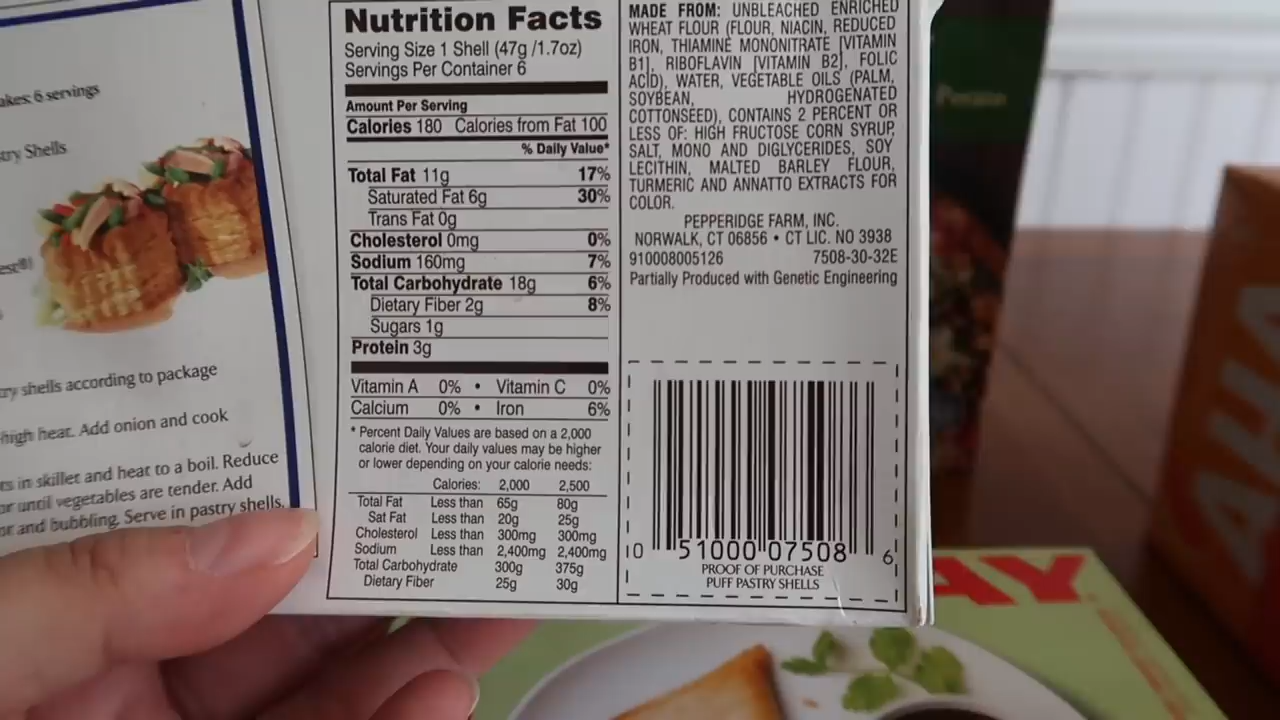 akes 6 servings
try Shells
ry shells according to package
high heat. Add onion and cook
ts in skillet and heat to a boil. Reduce
or until vegetables are tender. Add
and bubbling. Serve in pastry shells.
Nutrition Facts
Serving Size 1 Shell (47g /1.7oz)
Servings Per Container 6
Amount Per Serving
Calories 180 Calories from Fat 100
% Daily Value*
Total Fat 11g 17%
Saturated Fat 6g 30%
Trans Fat 0g
Cholesterol 0mg 0%
Sodium 160mg 7%
Total Carbohydrate 18g 6%
Dietary Fiber 2g 8%
Sugars 1g
Protein 3g
Vitamin A 0% • Vitamin C 0%
Calcium 0% • Iron 6%
* Percent Daily Values are based on a 2,000
calorie diet. Your daily values may be higher
or lower depending on your calorie needs:
Calories: 2,000 2,500
Total Fat Less than 65g 80g
Sat Fat Less than 20g 25g
Cholesterol Less than 300mg 300mg
Sodium Less than 2,400mg 2,400mg
Total Carbohydrate 300g 375g
Dietary Fiber 25g 30g
MADE FROM: UNBLEACHED ENRICHED
WHEAT FLOUR (FLOUR, NIACIN, REDUCED
IRON, THIAMINE MONONITRATE [VITAMIN
B1], RIBOFLAVIN [VITAMIN B2], FOLIC
ACID), WATER, VEGETABLE OILS (PALM,
SOYBEAN, HYDROGENATED
COTTONSEED), CONTAINS 2 PERCENT OR
LESS OF: HIGH FRUCTOSE CORN SYRUP,
SALT, MONO AND DIGLYCERIDES, SOY
LECITHIN, MALTED BARLEY FLOUR,
TURMERIC AND ANNATTO EXTRACTS FOR
COLOR.
PEPPERIDGE FARM, INC.
NORWALK, CT 06856 • CT LIC. NO 3938
910008005126 7508-30-32E
Partially Produced with Genetic Engineering
0 51000 07508 6
PROOF OF PURCHASE
PUFF PASTRY SHELLS
AY
AHA